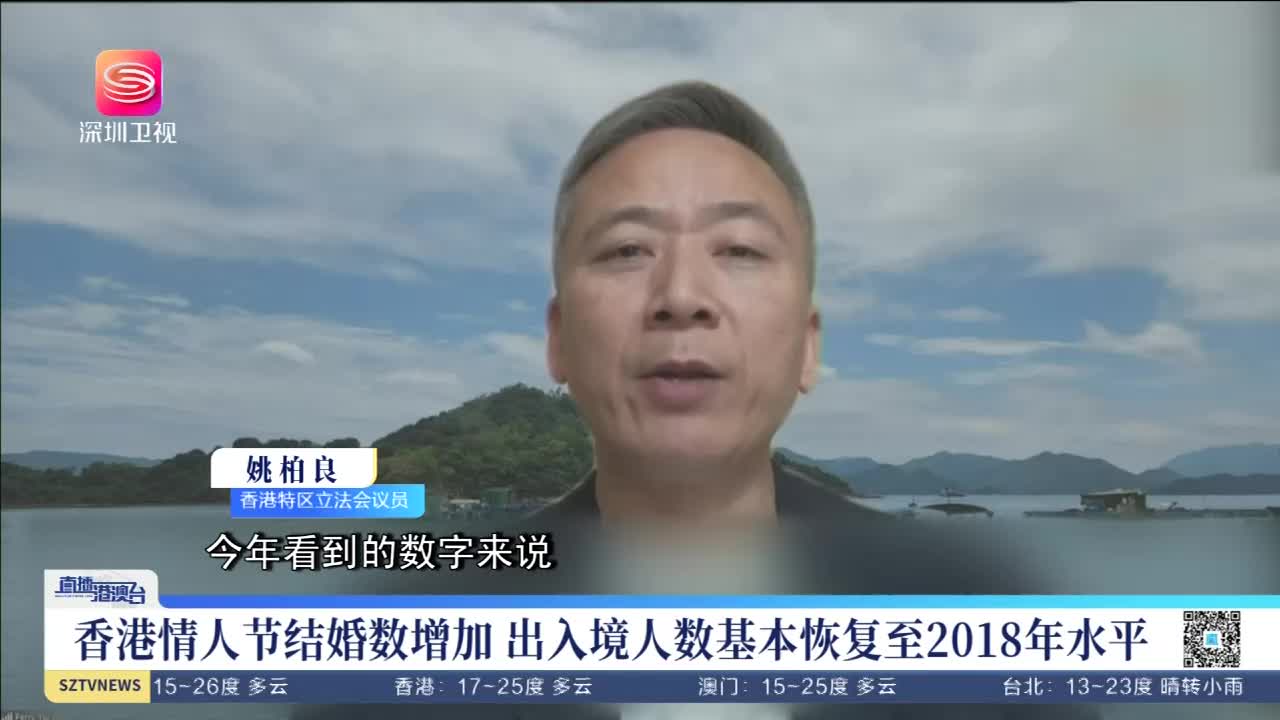 深圳卫视
姚柏良
香港特区立法会议员
今年看到的数字来说
直播港澳台
香港情人节结婚数增加 出入境人数基本恢复至2018年水平
SZTVNEWS 15~26度 多云 香港：17~25度 多云 澳门：15~25度 多云 台北：13~23度 晴转小雨